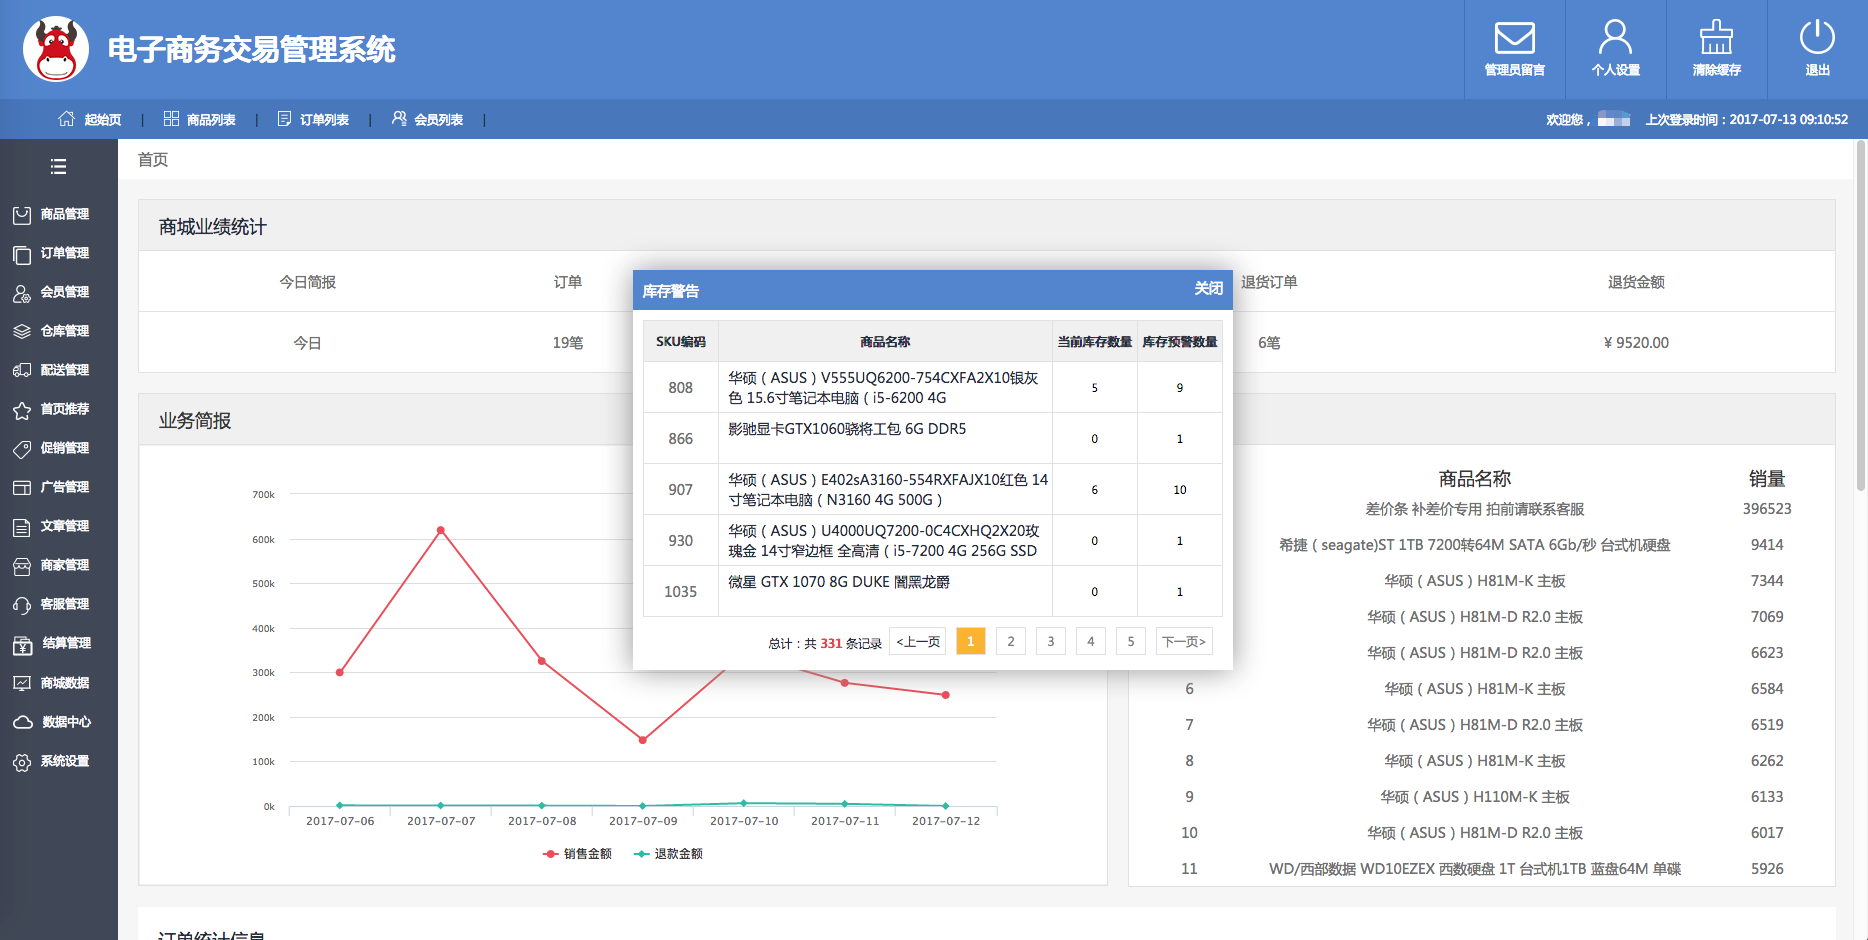 电子商务交易管理系统
管理员留言
个人设置
清除缓存
退出
起始页 | 商品列表 | 订单列表 | 会员列表 |
欢迎您， 上次登录时间：2017-07-13 09:10:52
首页
商品管理
订单管理
会员管理
仓库管理
配送管理
首页推荐
促销管理
广告管理
文章管理
商家管理
客服管理
结算管理
商城数据
数据中心
系统设置
商城业绩统计
今日简报 订单 退货订单 退货金额
今日 19笔 6笔 ¥ 9520.00
库存警告 关闭
SKU编码 商品名称 当前库存数量 库存预警数量
808 华硕（ASUS）V555UQ6200-754CXFA2X10银灰
色 15.6寸笔记本电脑（i5-6200 4G 5 9
866 影驰显卡GTX1060骁将工包 6G DDR5 0 1
907 华硕（ASUS）E402sA3160-554RXFAJX10红色 14
寸笔记本电脑（N3160 4G 500G） 6 10
930 华硕（ASUS）U4000UQ7200-0C4CXHQ2X20玫
瑰金 14寸窄边框 全高清（i5-7200 4G 256G SSD 0 1
1035 微星 GTX 1070 8G DUKE 闇黑龙爵 0 1
总计：共 331 条记录 <上一页 1 2 3 4 5 下一页>
业务简报
700k
600k
500k
400k
300k
200k
100k
0k
2017-07-06 2017-07-07 2017-07-08 2017-07-09 2017-07-10 2017-07-11 2017-07-12
销售金额 退款金额
商品名称 销量
差价条 补差价专用 拍前请联系客服 396523
希捷（seagate)ST 1TB 7200转64M SATA 6Gb/秒 台式机硬盘 9414
华硕（ASUS）H81M-K 主板 7344
华硕（ASUS）H81M-D R2.0 主板 7069
华硕（ASUS）H81M-D R2.0 主板 6623
6 华硕（ASUS）H81M-K 主板 6584
7 华硕（ASUS）H81M-D R2.0 主板 6519
8 华硕（ASUS）H81M-K 主板 6262
9 华硕（ASUS）H110M-K 主板 6133
10 华硕（ASUS）H81M-D R2.0 主板 6017
11 WD/西部数据 WD10EZEX 西数硬盘 1T 台式机1TB 蓝盘64M 单碟 5926
订单统计信息